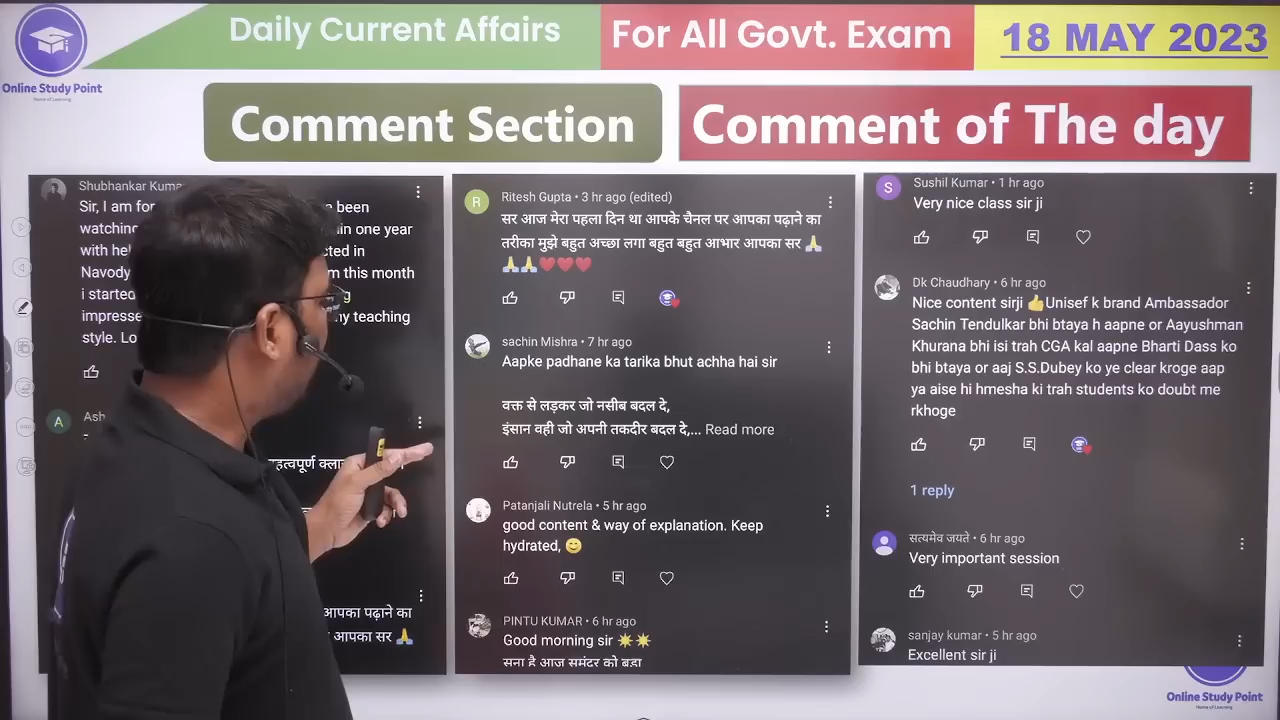 Daily Current Affairs
For All Govt. Exam
18 MAY 2023
Online Study Point
Home of Learning
Comment Section
Comment of The day
Shubhankar
Sir, I am been
watching in one year
with
Navody m this month
i started
impresse teaching
style.
A
Ash
आपका पढ़ाने का
आपका सर 🙏
R
Ritesh Gupta • 3 hr ago (edited)
सर आज मेरा पहला दिन था आपके चैनल पर आपका पढ़ाने का
तरीका मुझे बहुत अच्छा लगा बहुत बहुत आभार आपका सर 🙏
🙏🙏❤️❤️❤️
sachin Mishra • 7 hr ago
Aapke padhane ka tarika bhut achha hai sir
वक्त से लड़कर जो नसीब बदल दे,
इंसान वही जो अपनी तकदीर बदल दे,... Read more
Patanjali Nutrela • 5 hr ago
good content & way of explanation. Keep
hydrated, 😊
PINTU KUMAR • 6 hr ago
Good morning sir ☀️☀️
सुना है आज समंदर को बड़ा
S
Sushil Kumar • 1 hr ago
Very nice class sir ji
Dk Chaudhary • 6 hr ago
Nice content sirji 👍Unisef k brand Ambassador
Sachin Tendulkar bhi btaya h aapne or Aayushman
Khurana bhi isi trah CGA kal aapne Bharti Dass ko
bhi btaya or aaj S.S.Dubey ko ye clear kroge aap
ya aise hi hmesha ki trah students ko doubt me
rkhoge
1 reply
सत्यमेव जयते • 6 hr ago
Very important session
sanjay kumar • 5 hr ago
Excellent sir ji
Online Study Point
Home of Learning